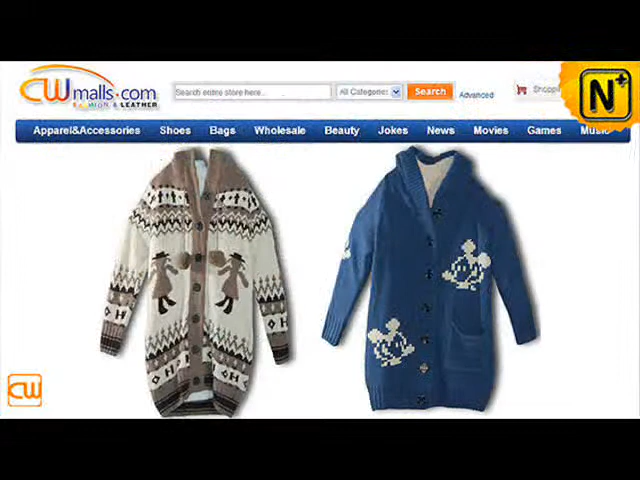 CWmalls.com
FASHION & LEATHER
Search entire store here...
All Categories
Search
Advanced
Shoppi
N+
Apparel&Accessories Shoes Bags Wholesale Beauty Jokes News Movies Games Music
CW